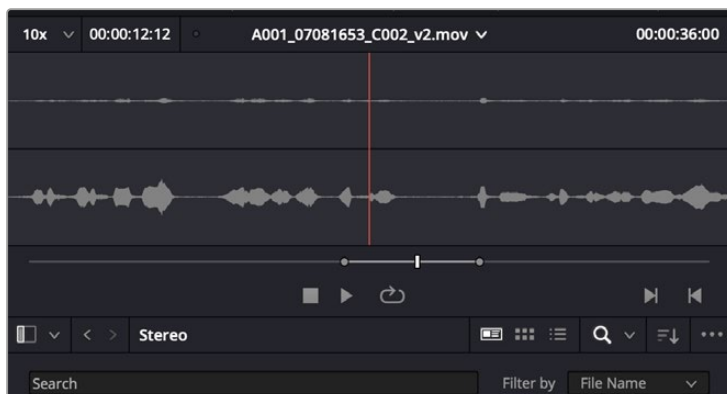 10x 00:00:12:12 A001_07081653_C002_v2.mov 00:00:36:00
Stereo
Search Filter by File Name